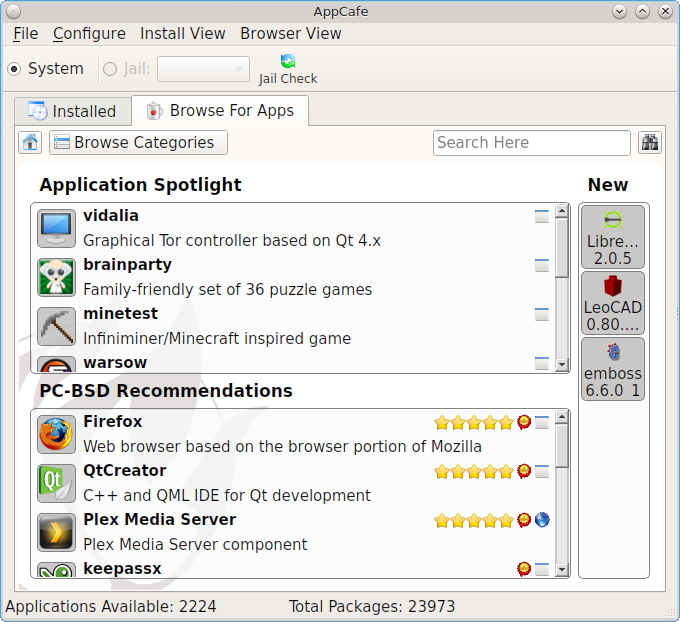 AppCafe
File Configure Install View Browser View
System Jail: Jail Check
Installed Browse For Apps
Browse Categories Search Here
Application Spotlight New
vidalia
Graphical Tor controller based on Qt 4.x
brainparty
Family-friendly set of 36 puzzle games
minetest
Infiniminer/Minecraft inspired game
warsow
Libre...
2.0.5
LeoCAD
0.80....
emboss
6.6.0_1
PC-BSD Recommendations
Firefox
Web browser based on the browser portion of Mozilla
Qt
QtCreator
C++ and QML IDE for Qt development
Plex Media Server
Plex Media Server component
keepassx
Applications Available: 2224 Total Packages: 23973